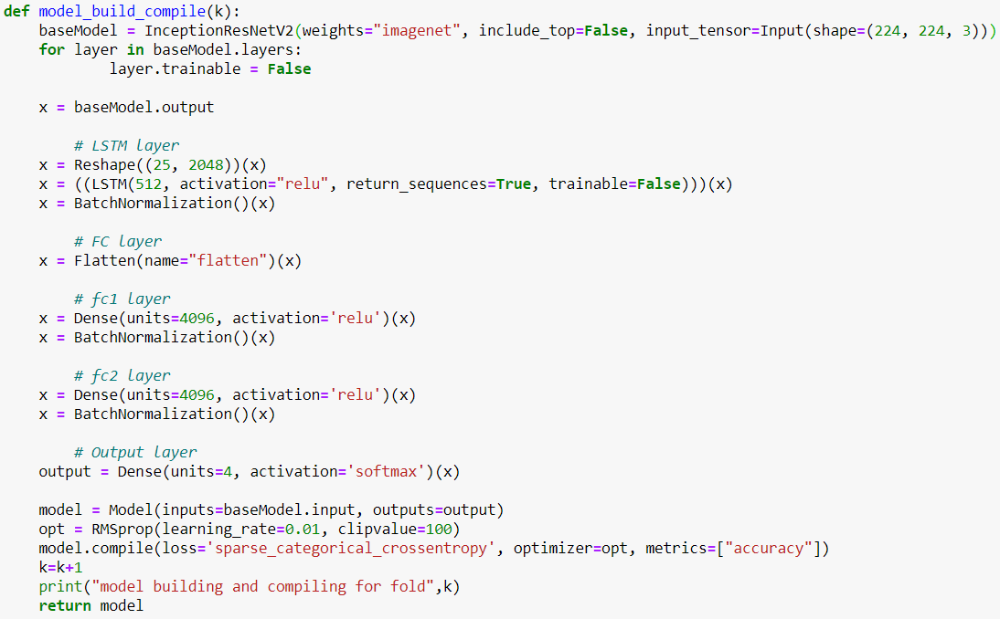 def model_build_compile(k):
    baseModel = InceptionResNetV2(weights="imagenet", include_top=False, input_tensor=Input(shape=(224, 224, 3)))
    for layer in baseModel.layers:
            layer.trainable = False

    x = baseModel.output

        # LSTM layer
    x = Reshape((25, 2048))(x)
    x = ((LSTM(512, activation="relu", return_sequences=True, trainable=False)))(x)
    x = BatchNormalization()(x)

        # FC layer
    x = Flatten(name="flatten")(x)

        # fc1 layer
    x = Dense(units=4096, activation='relu')(x)
    x = BatchNormalization()(x)

        # fc2 layer
    x = Dense(units=4096, activation='relu')(x)
    x = BatchNormalization()(x)

        # Output layer
    output = Dense(units=4, activation='softmax')(x)

    model = Model(inputs=baseModel.input, outputs=output)
    opt = RMSprop(learning_rate=0.01, clipvalue=100)
    model.compile(loss='sparse_categorical_crossentropy', optimizer=opt, metrics=["accuracy"])
    k=k+1
    print("model building and compiling for fold",k)
    return model